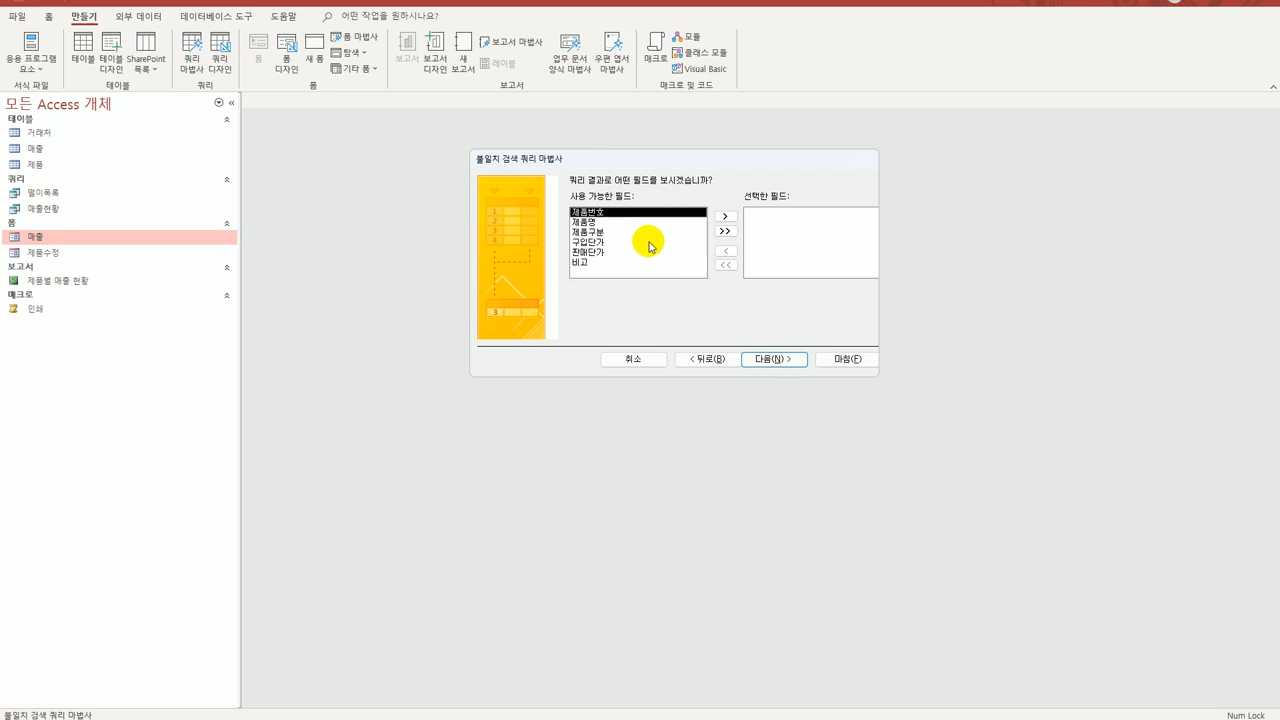 파일 홈 만들기 외부 데이터 데이터베이스 도구 도움말 어떤 작업을 원하시나요?
응용 프로그램 요소
테이블
테이블 디자인
SharePoint 목록
쿼리 마법사
쿼리 디자인
폼
폼 디자인
새 폼
폼 마법사
탐색
기타 폼
보고서
보고서 디자인
새 보고서
보고서 마법사
레이블
업무 문서 양식 마법사
우편 엽서 마법사
매크로
모듈
클래스 모듈
Visual Basic
서식 파일 테이블 쿼리 폼 보고서 매크로 및 코드
모든 Access 개체
테이블
거래처
매출
제품
쿼리
떨이목록
매출현황
폼
매출
제품수정
보고서
제품별 매출 현황
매크로
인쇄
불일치 검색 쿼리 마법사
쿼리 결과로 어떤 필드를 보시겠습니까?
사용 가능한 필드: 선택한 필드:
제품번호
제품명
제품구분
구입단가
판매단가
비고
>
>>
<
<<
1
2
3
4
3
취소 < 뒤로(B) 다음(N) > 마침(F)
불일치 검색 쿼리 마법사 Num Lock